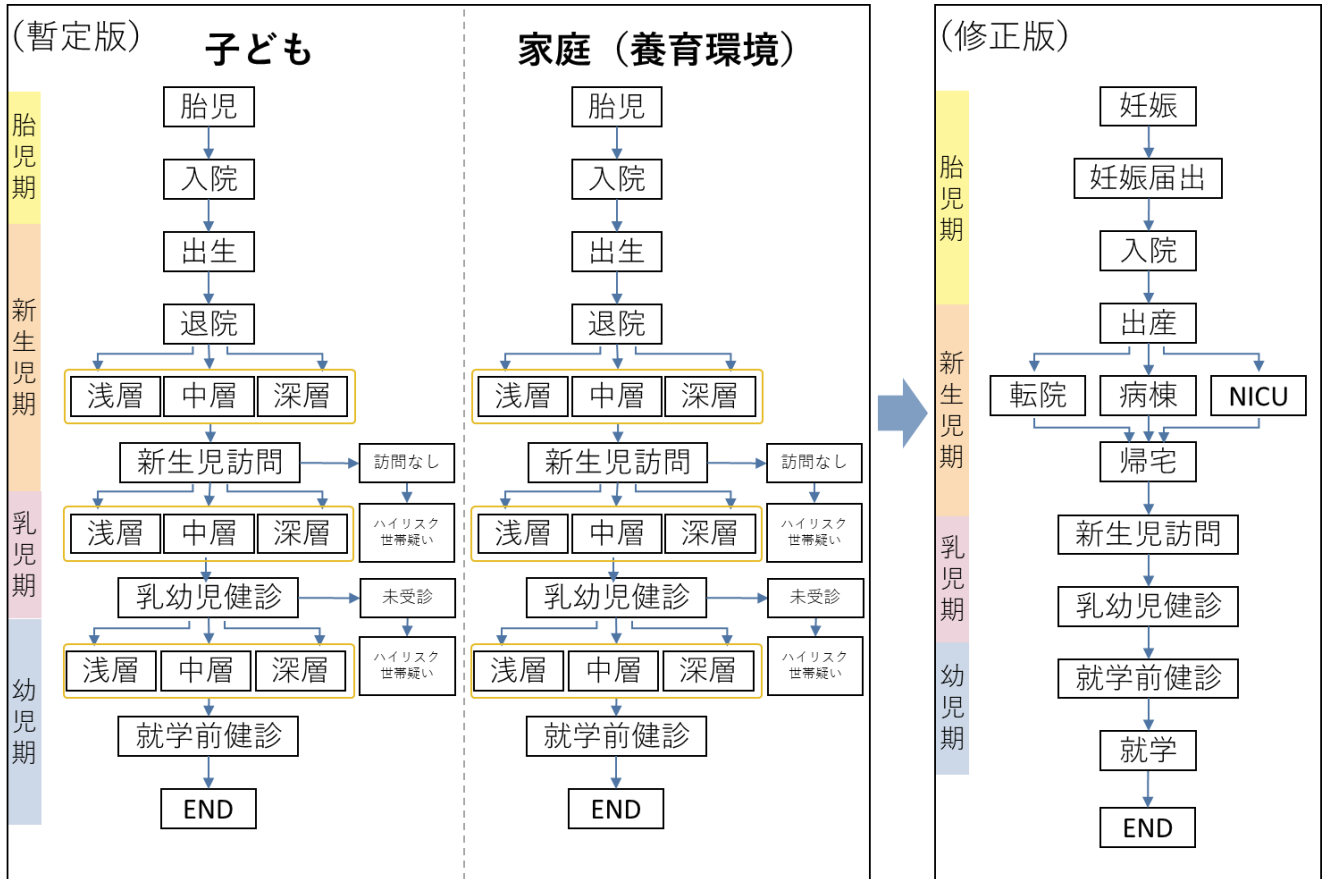 (暫定版)
子ども
家庭（養育環境）
胎児期
新生児期
乳児期
幼児期
胎児
入院
出生
退院
浅層 中層 深層
新生児訪問 訪問なし
浅層 中層 深層
ハイリスク
世帯疑い
乳幼児健診 未受診
浅層 中層 深層
ハイリスク
世帯疑い
就学前健診
END
胎児
入院
出生
退院
浅層 中層 深層
新生児訪問 訪問なし
浅層 中層 深層
ハイリスク
世帯疑い
乳幼児健診 未受診
浅層 中層 深層
ハイリスク
世帯疑い
就学前健診
END
(修正版)
胎児期
新生児期
乳児期
幼児期
妊娠
妊娠届出
入院
出産
転院 病棟 NICU
帰宅
新生児訪問
乳幼児健診
就学前健診
就学
END